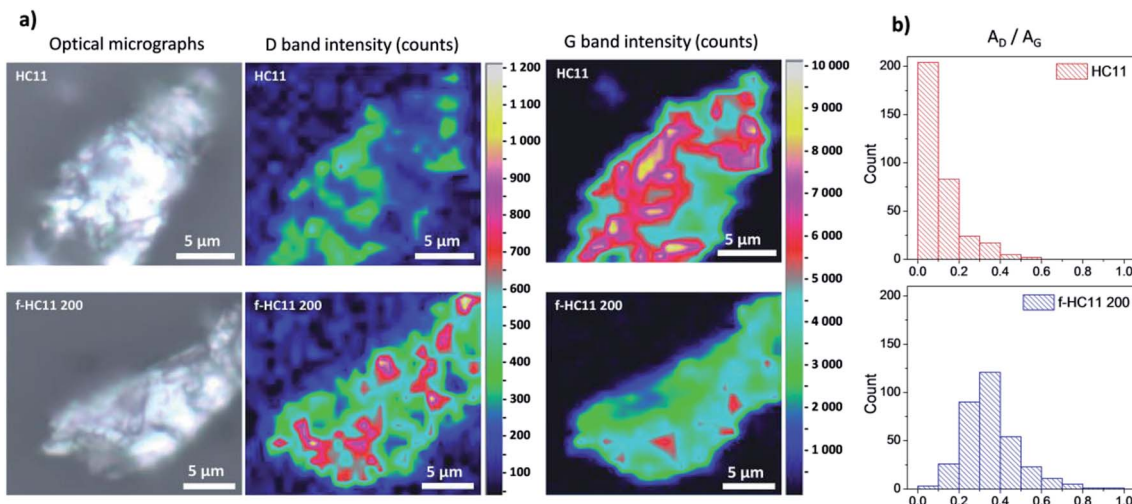 a)
Optical micrographs
D band intensity (counts)
G band intensity (counts)
HC11
5 µm
HC11
5 µm
HC11
5 µm
f-HC11 200
5 µm
f-HC11 200
5 µm
f-HC11 200
5 µm
1 200
1 100
1 000
900
800
700
600
500
400
300
200
100
10 000
9 000
8 000
7 000
6 000
5 000
4 000
3 000
2 000
1 000
b)
A_D / A_G
HC11
200
150
100
50
0
Count
0.0 0.2 0.4 0.6 0.8 1.0
f-HC11 200
200
150
100
50
0
Count
0.0 0.2 0.4 0.6 0.8 1.0